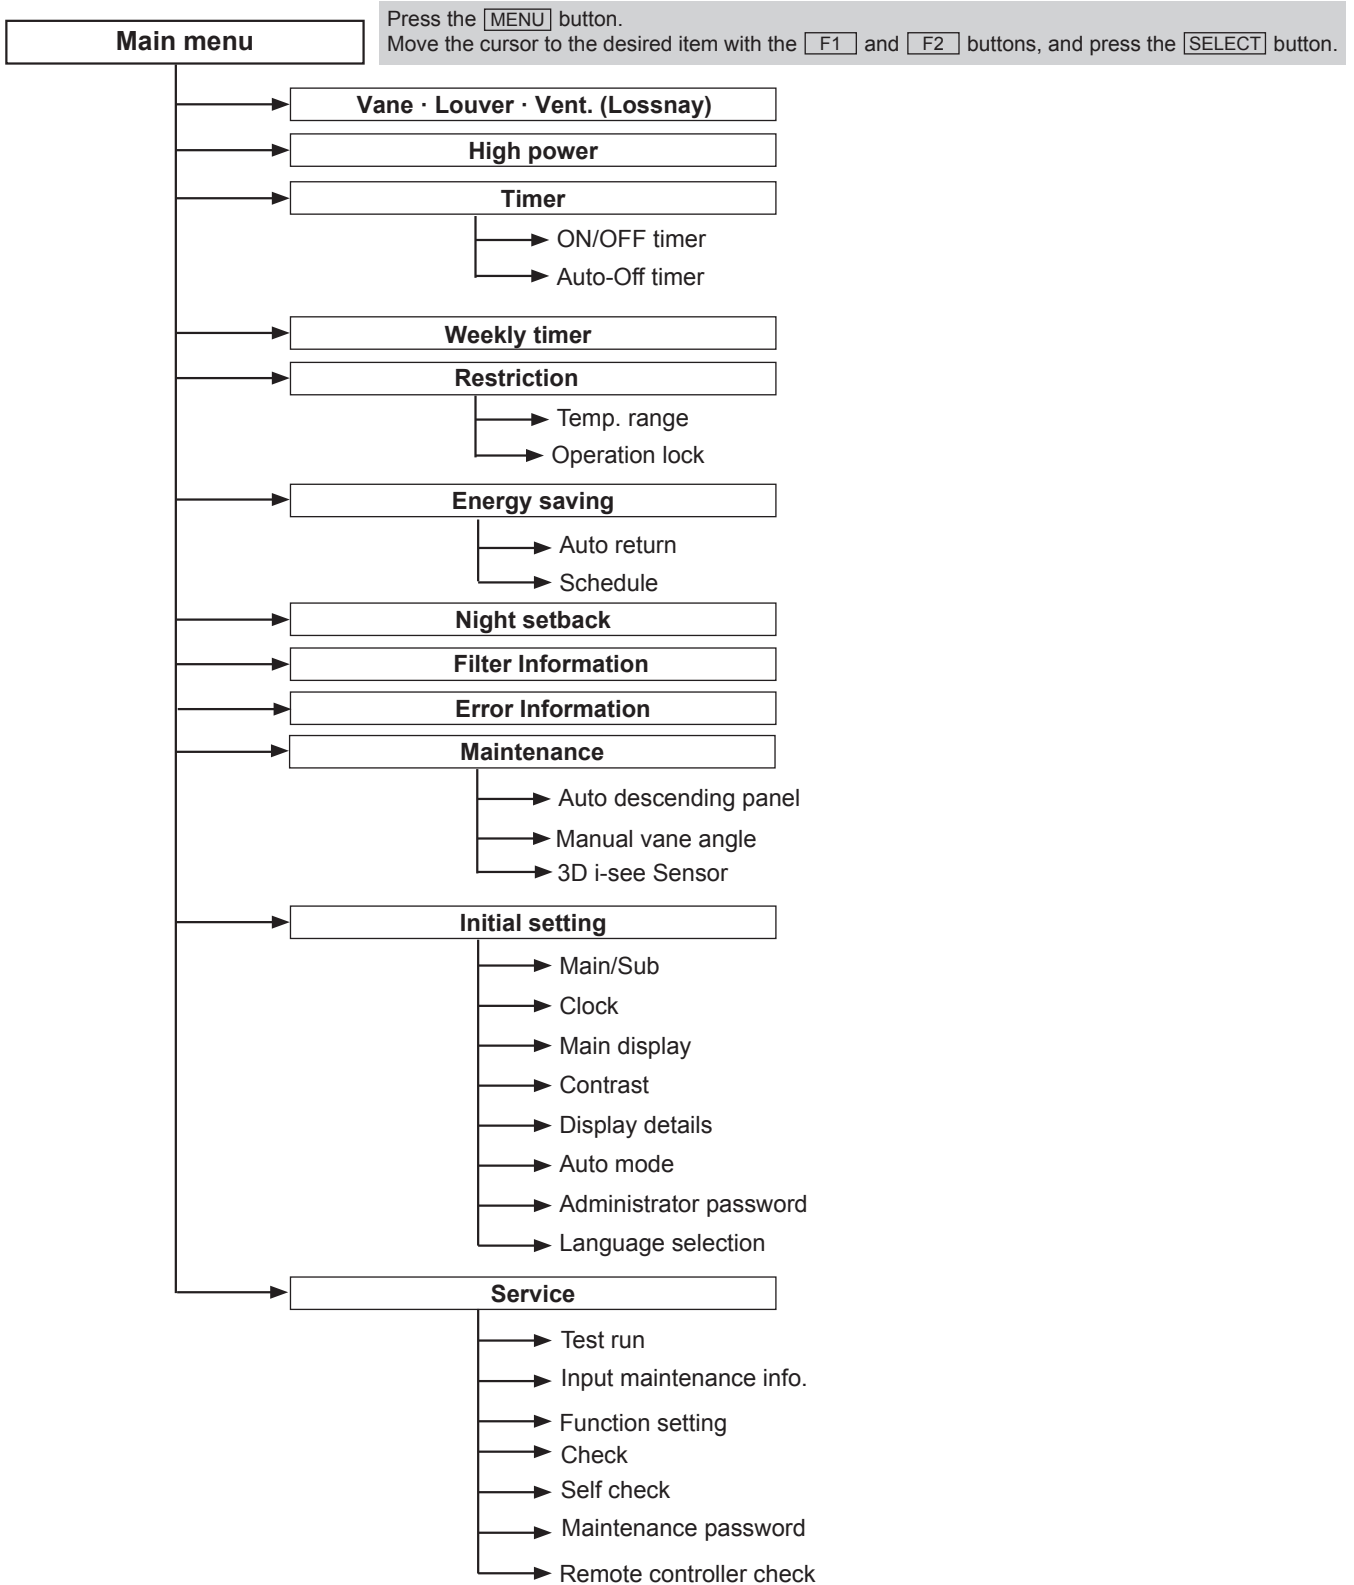 Main menu
Press the MENU button.
Move the cursor to the desired item with the F1 and F2 buttons, and press the SELECT button.
Vane · Louver · Vent. (Lossnay)
High power
Timer
ON/OFF timer
Auto-Off timer
Weekly timer
Restriction
Temp. range
Operation lock
Energy saving
Auto return
Schedule
Night setback
Filter Information
Error Information
Maintenance
Auto descending panel
Manual vane angle
3D i-see Sensor
Initial setting
Main/Sub
Clock
Main display
Contrast
Display details
Auto mode
Administrator password
Language selection
Service
Test run
Input maintenance info.
Function setting
Check
Self check
Maintenance password
Remote controller check